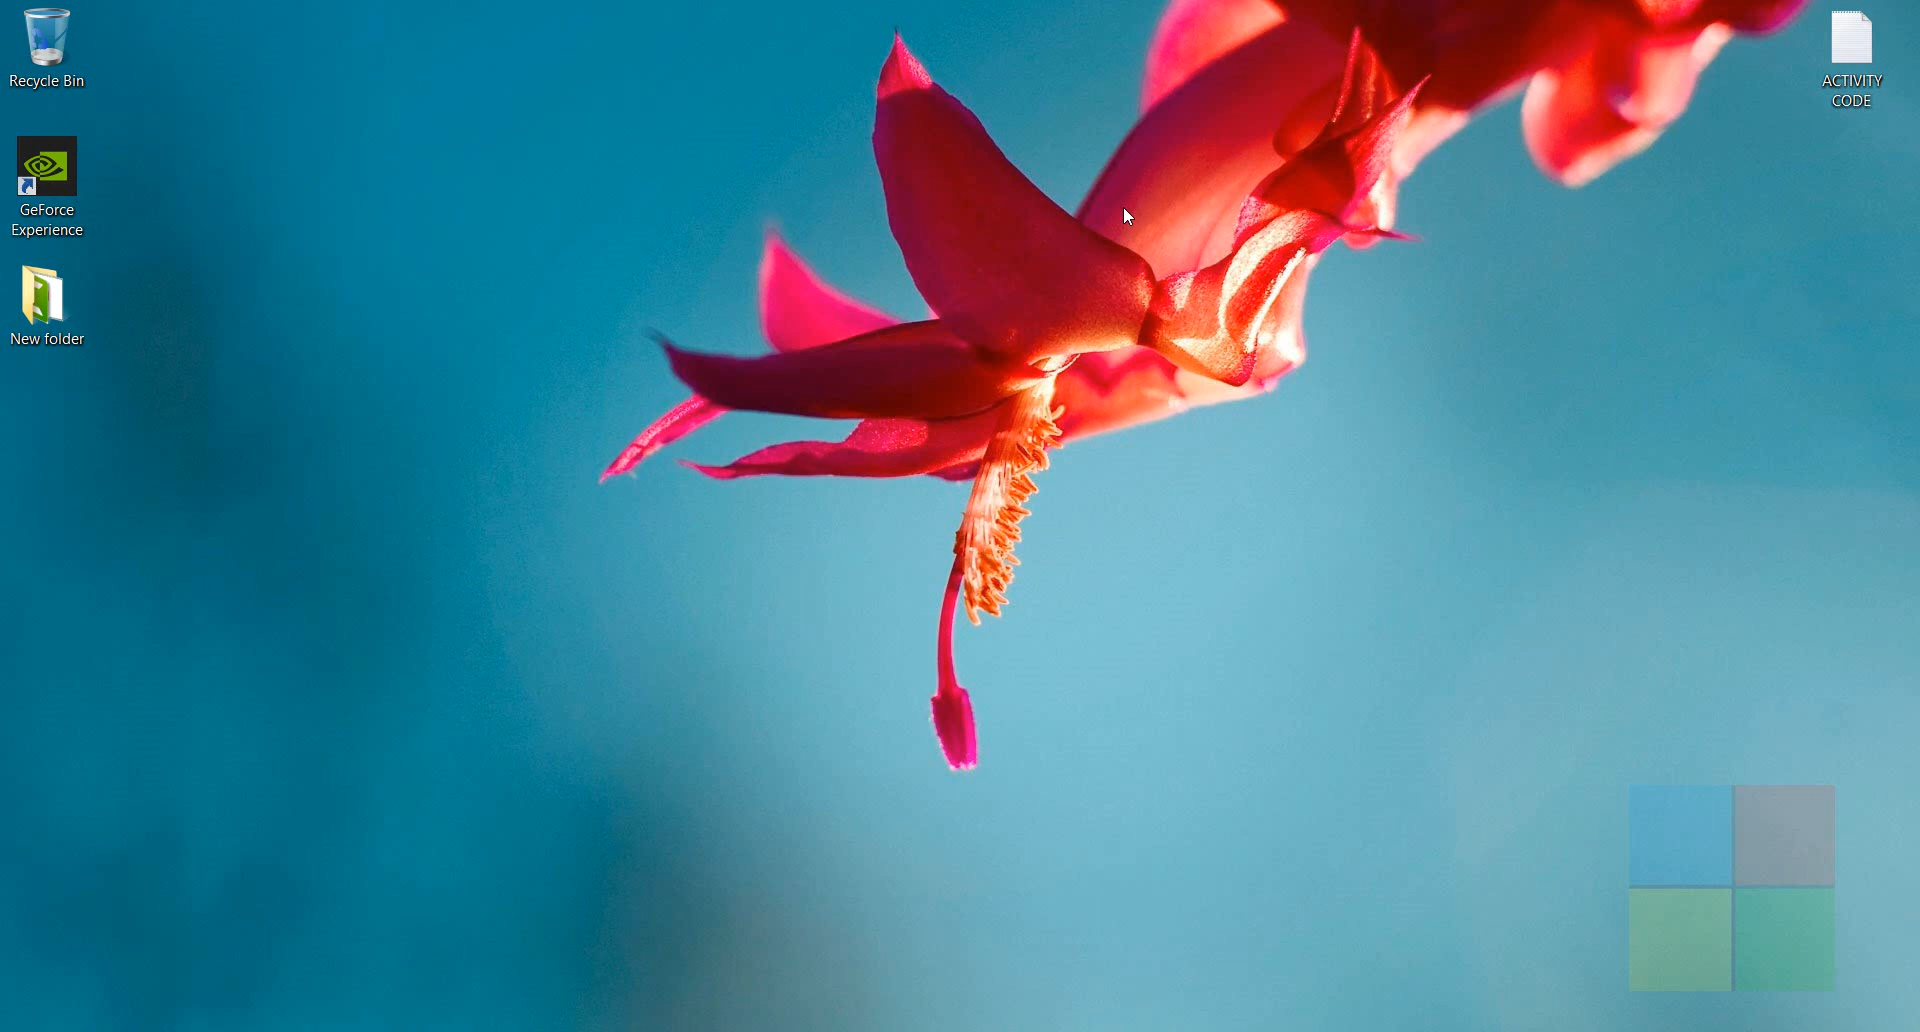 Recycle Bin
GeForce
Experience
New folder
ACTIVITY
CODE